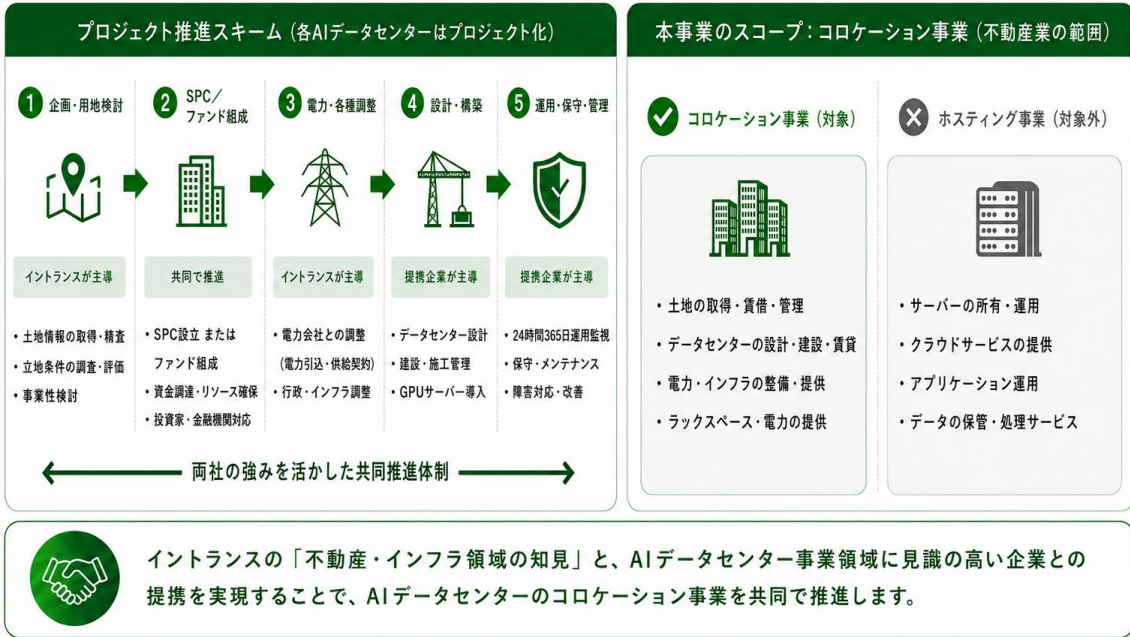 プロジェクト推進スキーム（各AIデータセンターはプロジェクト化）
1 企画・用地検討
2 SPC／
ファンド組成
3 電力・各種調整
4 設計・構築
5 運用・保守・管理
イントランスが主導
共同で推進
イントランスが主導
提携企業が主導
提携企業が主導
・土地情報の取得・精査
・立地条件の調査・評価
・事業性検討
・SPC設立 または
ファンド組成
・資金調達・リソース確保
・投資家・金融機関対応
・電力会社との調整
（電力引込・供給契約）
・行政・インフラ調整
・データセンター設計
・建設・施工管理
・GPUサーバー導入
・24時間365日運用監視
・保守・メンテナンス
・障害対応・改善
両社の強みを活かした共同推進体制
本事業のスコープ：コロケーション事業（不動産業の範囲）
コロケーション事業（対象）
・土地の取得・賃借・管理
・データセンターの設計・建設・賃貸
・電力・インフラの整備・提供
・ラックスペース・電力の提供
ホスティング事業（対象外）
・サーバーの所有・運用
・クラウドサービスの提供
・アプリケーション運用
・データの保管・処理サービス
イントランスの「不動産・インフラ領域の知見」と、AIデータセンター事業領域に見識の高い企業との
提携を実現することで、AIデータセンターのコロケーション事業を共同で推進します。